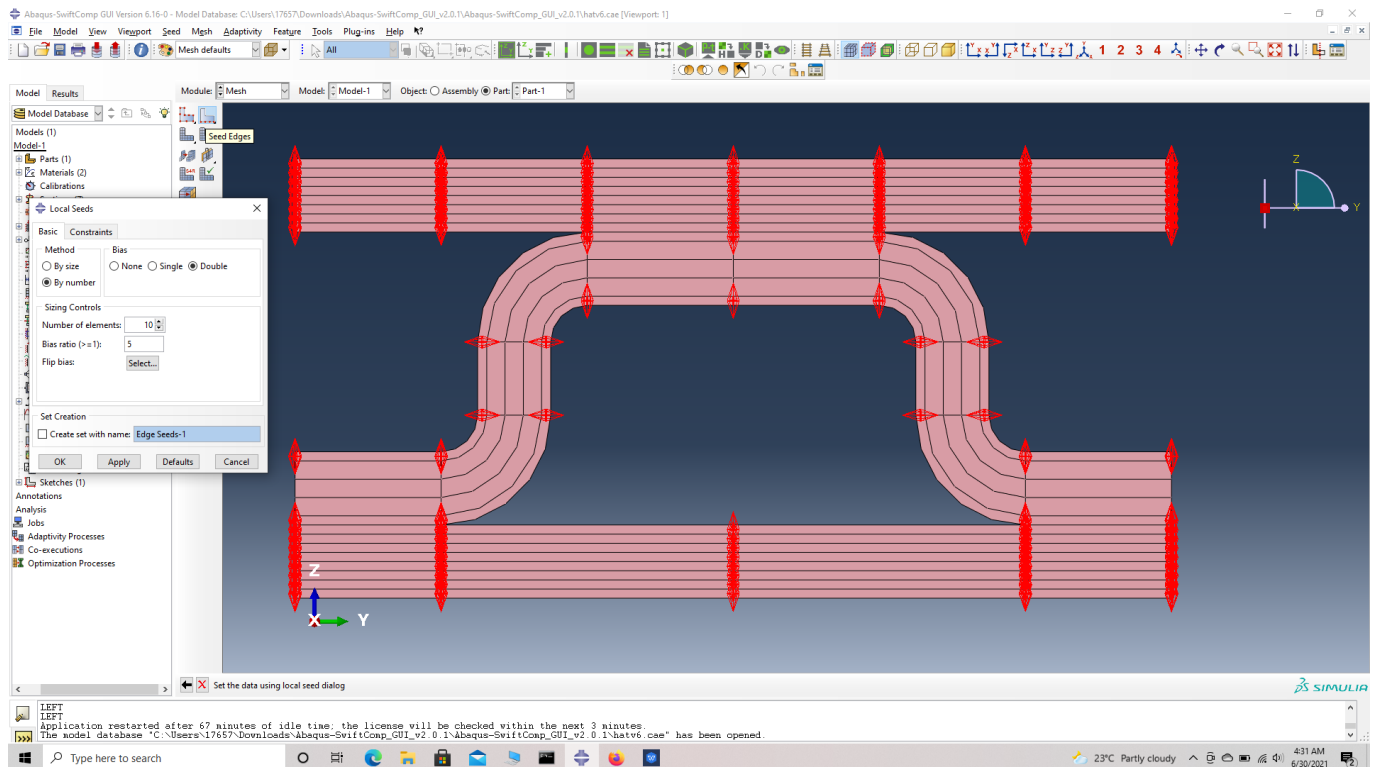 Abaqus-SwiftComp GUI Version 6.16-0 - Model Database: C:\Users\17657\Downloads\Abaqus-SwiftComp_GUI_v2.0.1\Abaqus-SwiftComp_GUI_v2.0.1\hatv6.cae [Viewport: 1]
File Model Viewport View Seed Mesh Adaptivity Feature Tools Plug-ins Help
Mesh defaults All 1 2 3 4
Model Results Module: Mesh Model: Model-1 Object: Assembly Part: Part-1
Model Database
Models (1)
Model-1
Parts (1)
Materials (2)
Calibrations
Seed Edges
Local Seeds
Basic Constraints
Method Bias
By size None Single Double
By number
Sizing Controls
Number of elements: 10
Bias ratio (>=1): 5
Flip bias: Select...
Set Creation
Create set with name: Edge Seeds-1
OK Apply Defaults Cancel
Sketches (1)
Annotations
Analysis
Jobs
Adaptivity Processes
Co-executions
Optimization Processes
Z
X Y
Z
X Y
Set the data using local seed dialog
SIMULIA
LEFT
LEFT
Application restarted after 67 minutes of idle time; the license will be checked within the next 3 minutes.
The model database "C:\Users\17657\Downloads\Abaqus-SwiftComp_GUI_v2.0.1\Abaqus-SwiftComp_GUI_v2.0.1\hatv6.cae" has been opened.
Type here to search
23°C Partly cloudy
4:31 AM
6/30/2021